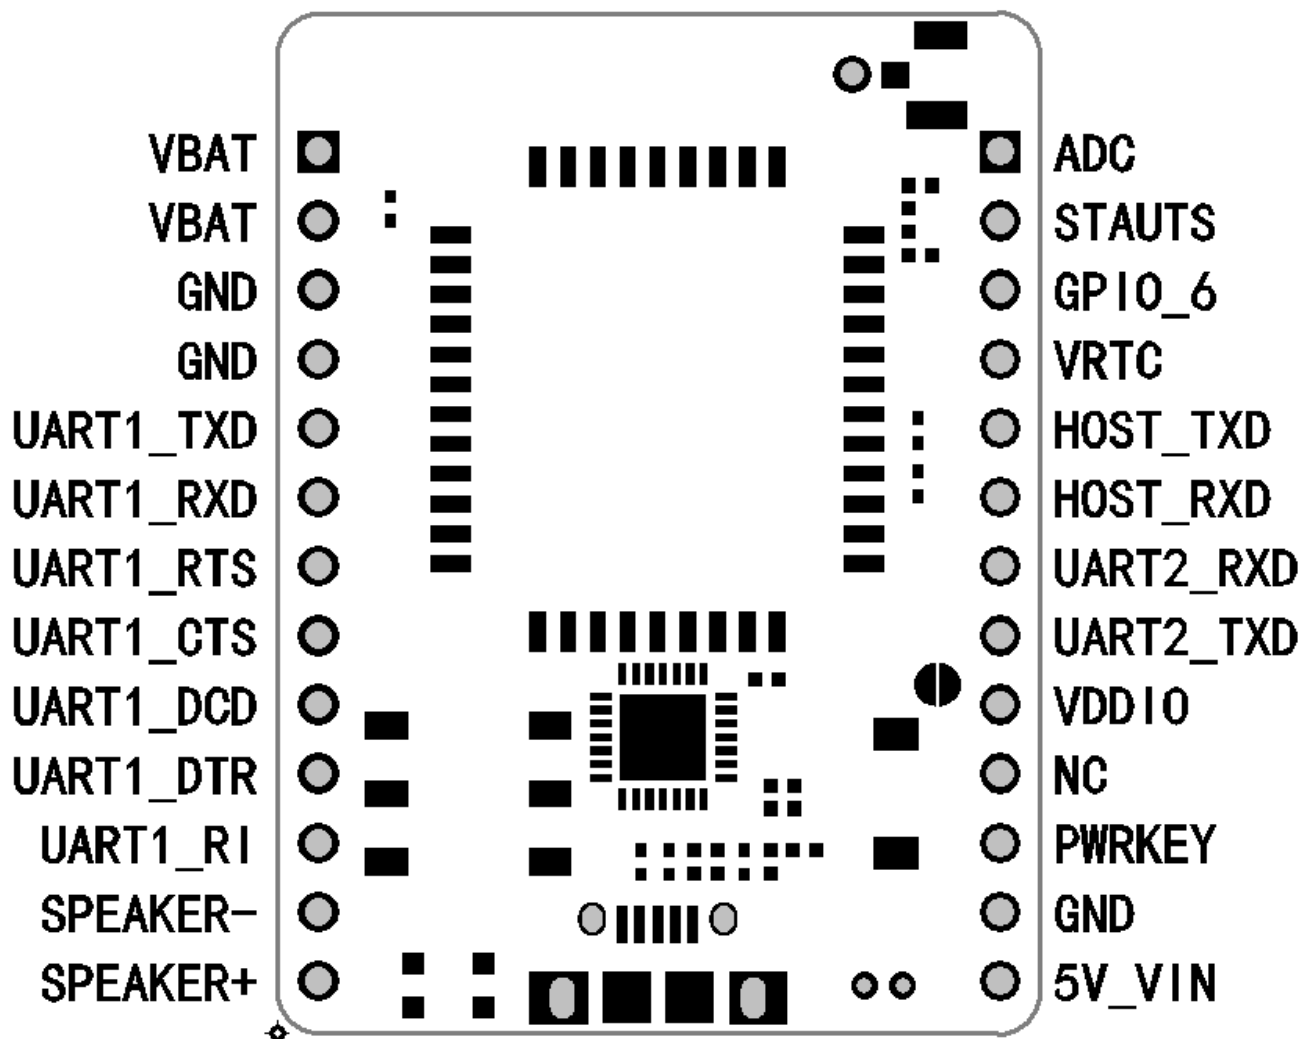 VBAT ADC
VBAT STAUTS
GND GPIO_6
GND VRTC
UART1_TXD HOST_TXD
UART1_RXD HOST_RXD
UART1_RTS UART2_RXD
UART1_CTS UART2_TXD
UART1_DCD VDDIO
UART1_DTR NC
UART1_RI PWRKEY
SPEAKER- GND
SPEAKER+ 5V_VIN